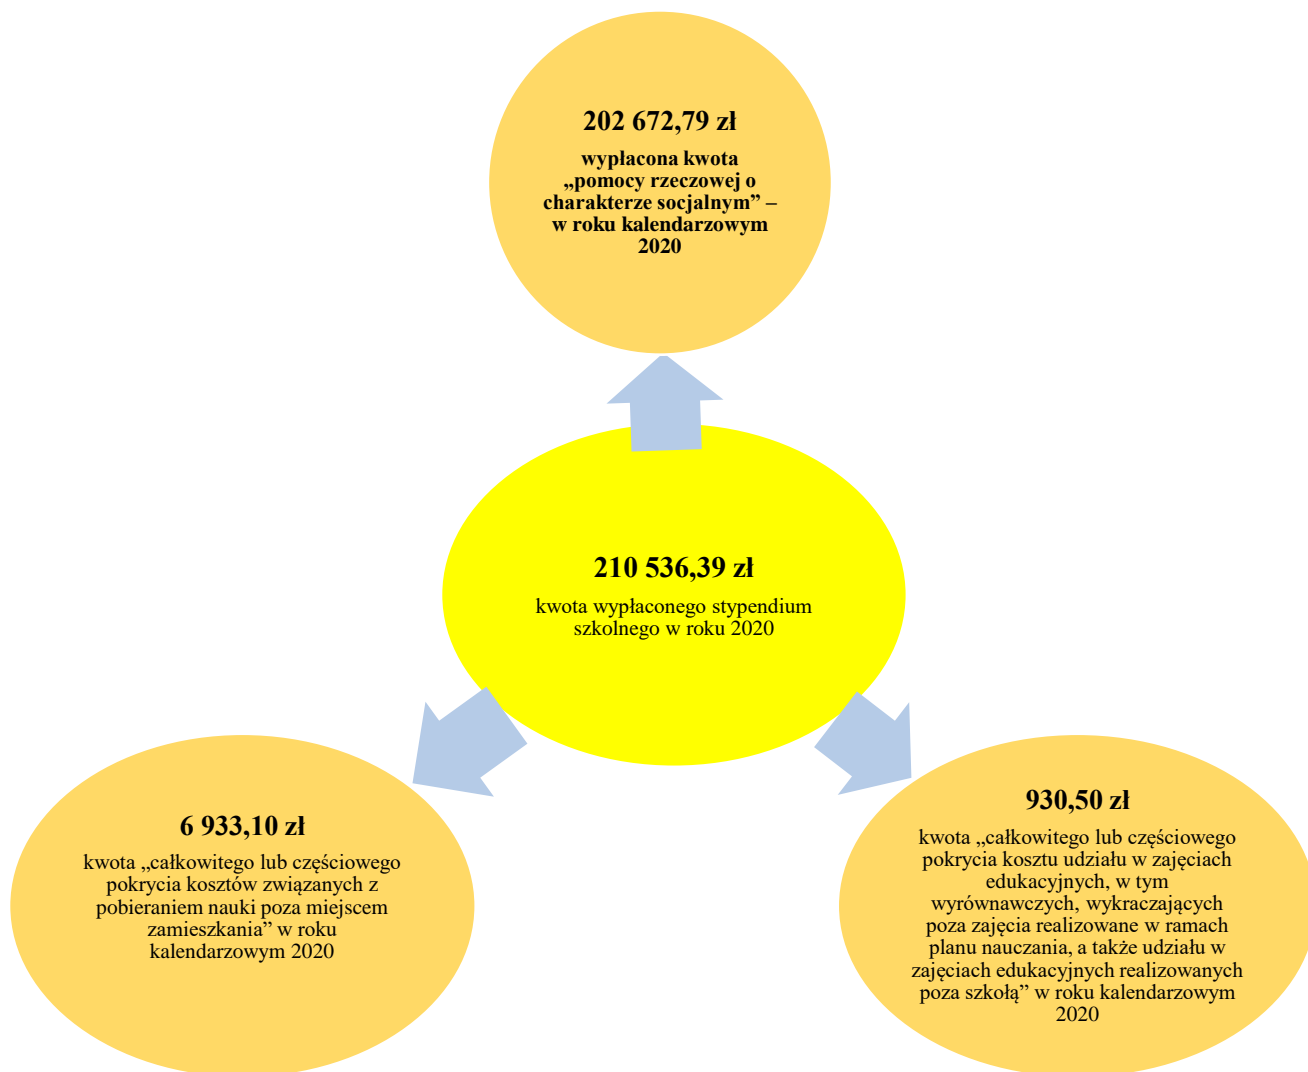 202 672,79 zł
wypłacona kwota
„pomocy rzeczowej o
charakterze socjalnym” –
w roku kalendarzowym
2020
210 536,39 zł
kwota wypłaconego stypendium
szkolnego w roku 2020
6 933,10 zł
kwota „całkowitego lub częściowego
pokrycia kosztów związanych z
pobieraniem nauki poza miejscem
zamieszkania” w roku
kalendarzowym 2020
930,50 zł
kwota „całkowitego lub częściowego
pokrycia kosztu udziału w zajęciach
edukacyjnych, w tym
wyrównawczych, wykraczających
poza zajęcia realizowane w ramach
planu nauczania, a także udziału w
zajęciach edukacyjnych realizowanych
poza szkołą” w roku kalendarzowym
2020